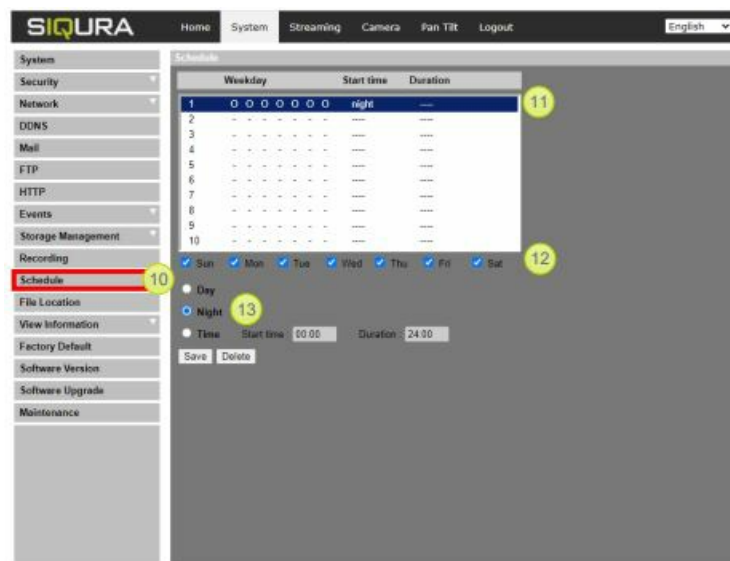 SIQURA Home System Streaming Camera Pan Tilt Logout English
System
Security
Network
DDNS
Mail
FTP
HTTP
Events
Storage Management
Recording
Schedule 10
File Location
View Information
Factory Default
Software Version
Software Upgrade
Maintenance
Schedule
Weekday Start time Duration
1 O O O O O O O night ---- 11
2 - - - - - - - ---- ----
3 - - - - - - - ---- ----
4 - - - - - - - ---- ----
5 - - - - - - - ---- ----
6 - - - - - - - ---- ----
7 - - - - - - - ---- ----
8 - - - - - - - ---- ----
9 - - - - - - - ---- ----
10 - - - - - - - ---- ----
Sun Mon Tue Wed Thu Fri Sat 12
Day
Night 13
Time Start time 00:00 Duration : 24:00
Save Delete